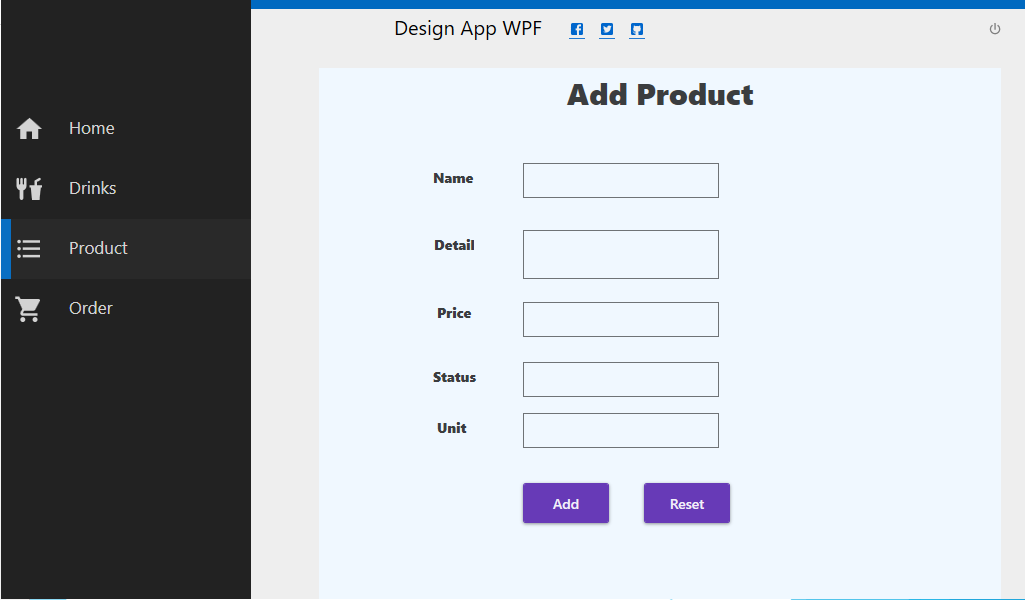 Design App WPF
Home
Drinks
Product
Order
Add Product
Name
Detail
Price
Status
Unit
Add
Reset